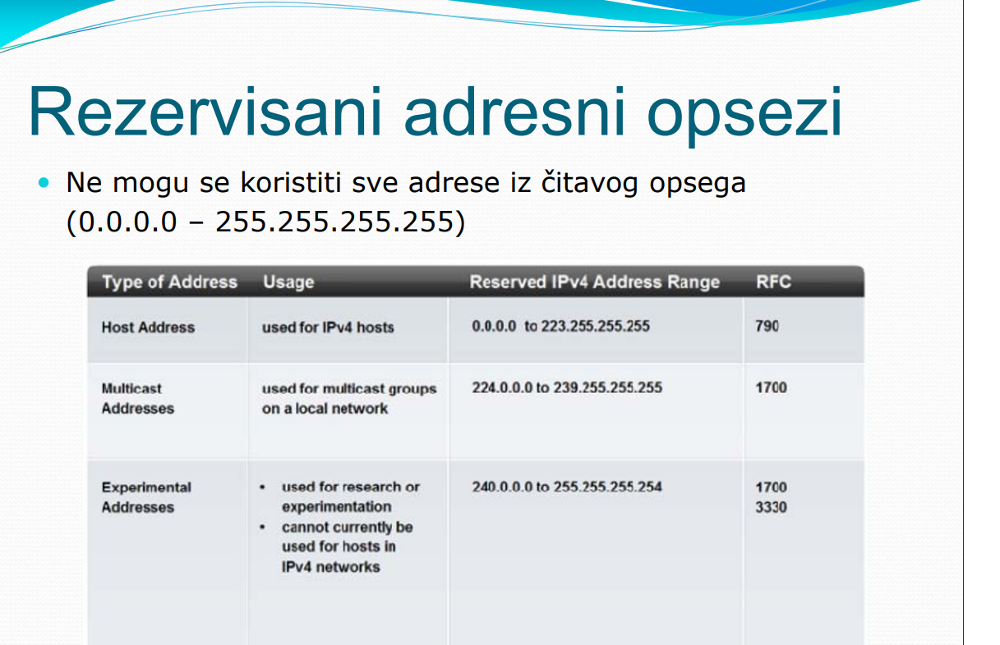 Rezervisani adresni opsezi
• Ne mogu se koristiti sve adrese iz čitavog opsega
(0.0.0.0 – 255.255.255.255)
Type of Address Usage Reserved IPv4 Address Range RFC
Host Address used for IPv4 hosts 0.0.0.0 to 223.255.255.255 790
Multicast used for multicast groups 224.0.0.0 to 239.255.255.255 1700
Addresses on a local network
Experimental • used for research or 240.0.0.0 to 255.255.255.254 1700
Addresses experimentation 3330
• cannot currently be
used for hosts in
IPv4 networks